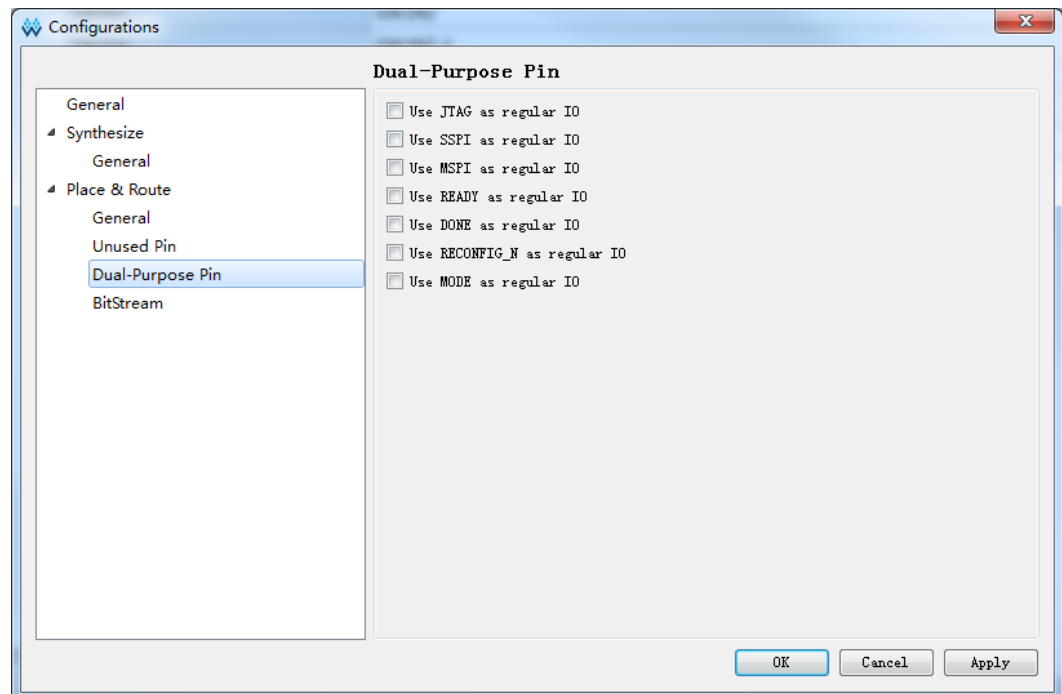 Configurations
Dual-Purpose Pin
General
Synthesize
General
Place & Route
General
Unused Pin
Dual-Purpose Pin
BitStream
Use JTAG as regular IO
Use SSPI as regular IO
Use MSPI as regular IO
Use READY as regular IO
Use DONE as regular IO
Use RECONFIG_N as regular IO
Use MODE as regular IO
OK
Cancel
Apply